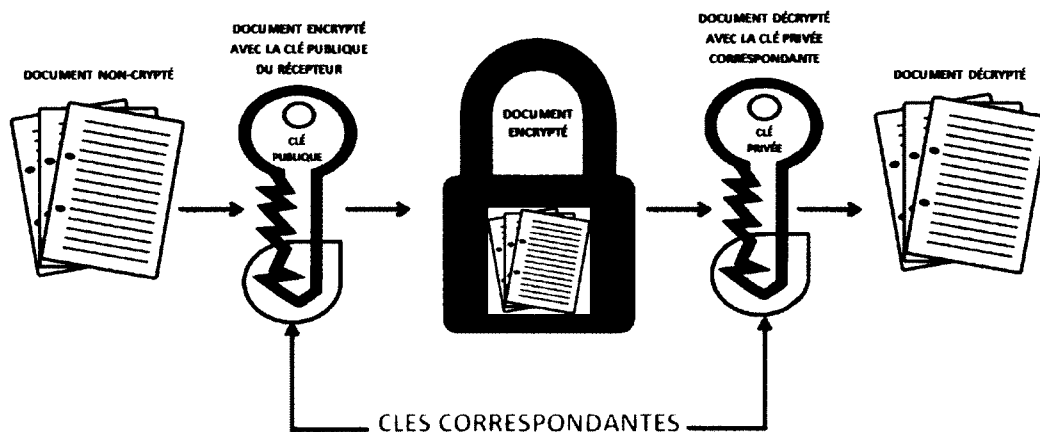 DOCUMENT NON-CRYPTÉ
DOCUMENT ENCRYPTÉ
AVEC LA CLÉ PUBLIQUE
DU RÉCEPTEUR
CLÉ
PUBLIQUE
DOCUMENT
ENCRYPTÉ
DOCUMENT DÉCRYPTÉ
AVEC LA CLÉ PRIVÉE
CORRESPONDANTE
CLÉ
PRIVÉE
DOCUMENT DÉCRYPTÉ
CLES CORRESPONDANTES